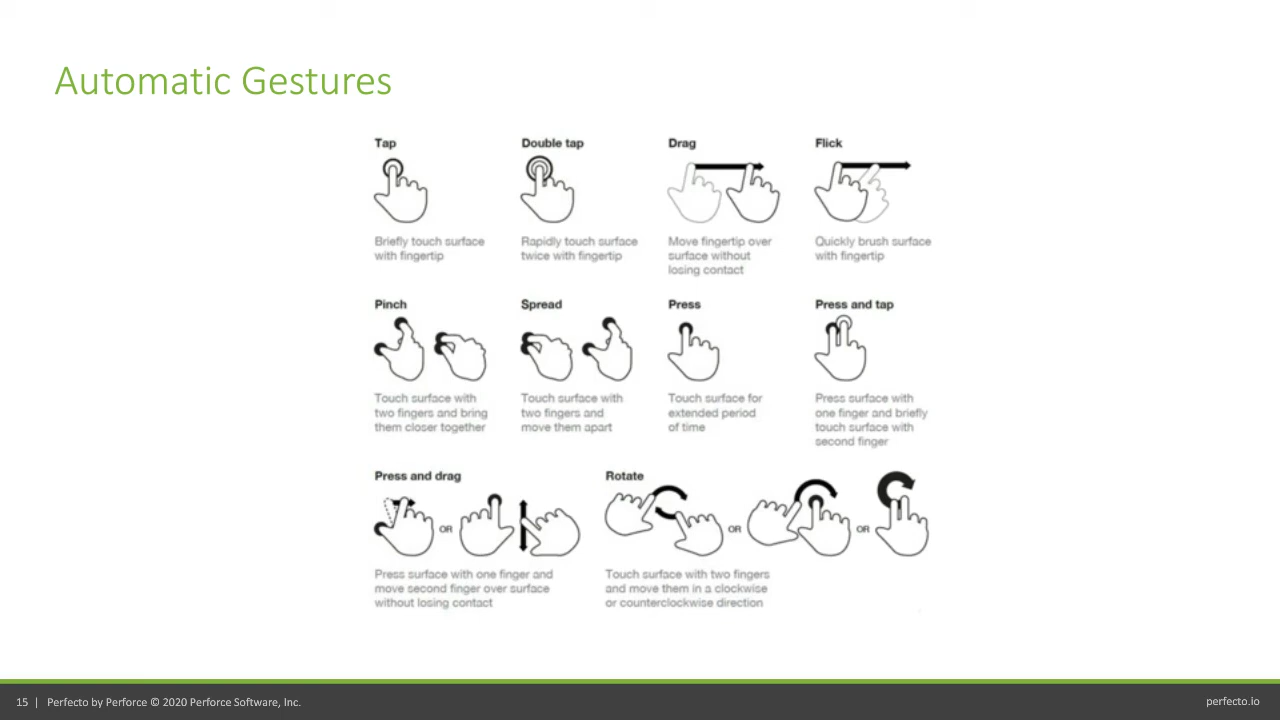 Automatic Gestures
Tap
Briefly touch surface
with fingertip
Double tap
Rapidly touch surface
twice with fingertip
Drag
Move fingertip over
surface without
losing contact
Flick
Quickly brush surface
with fingertip
Pinch
Touch surface with
two fingers and bring
them closer together
Spread
Touch surface with
two fingers and
move them apart
Press
Touch surface for
extended period
of time
Press and tap
Press surface with
one finger and briefly
touch surface with
second finger
Press and drag
OR
Press surface with one finger and
move second finger over surface
without losing contact
Rotate
OR
OR
Touch surface with two fingers
and move them in a clockwise
or counterclockwise direction
15 | Perfecto by Perforce © 2020 Perforce Software, Inc.
perfecto.io